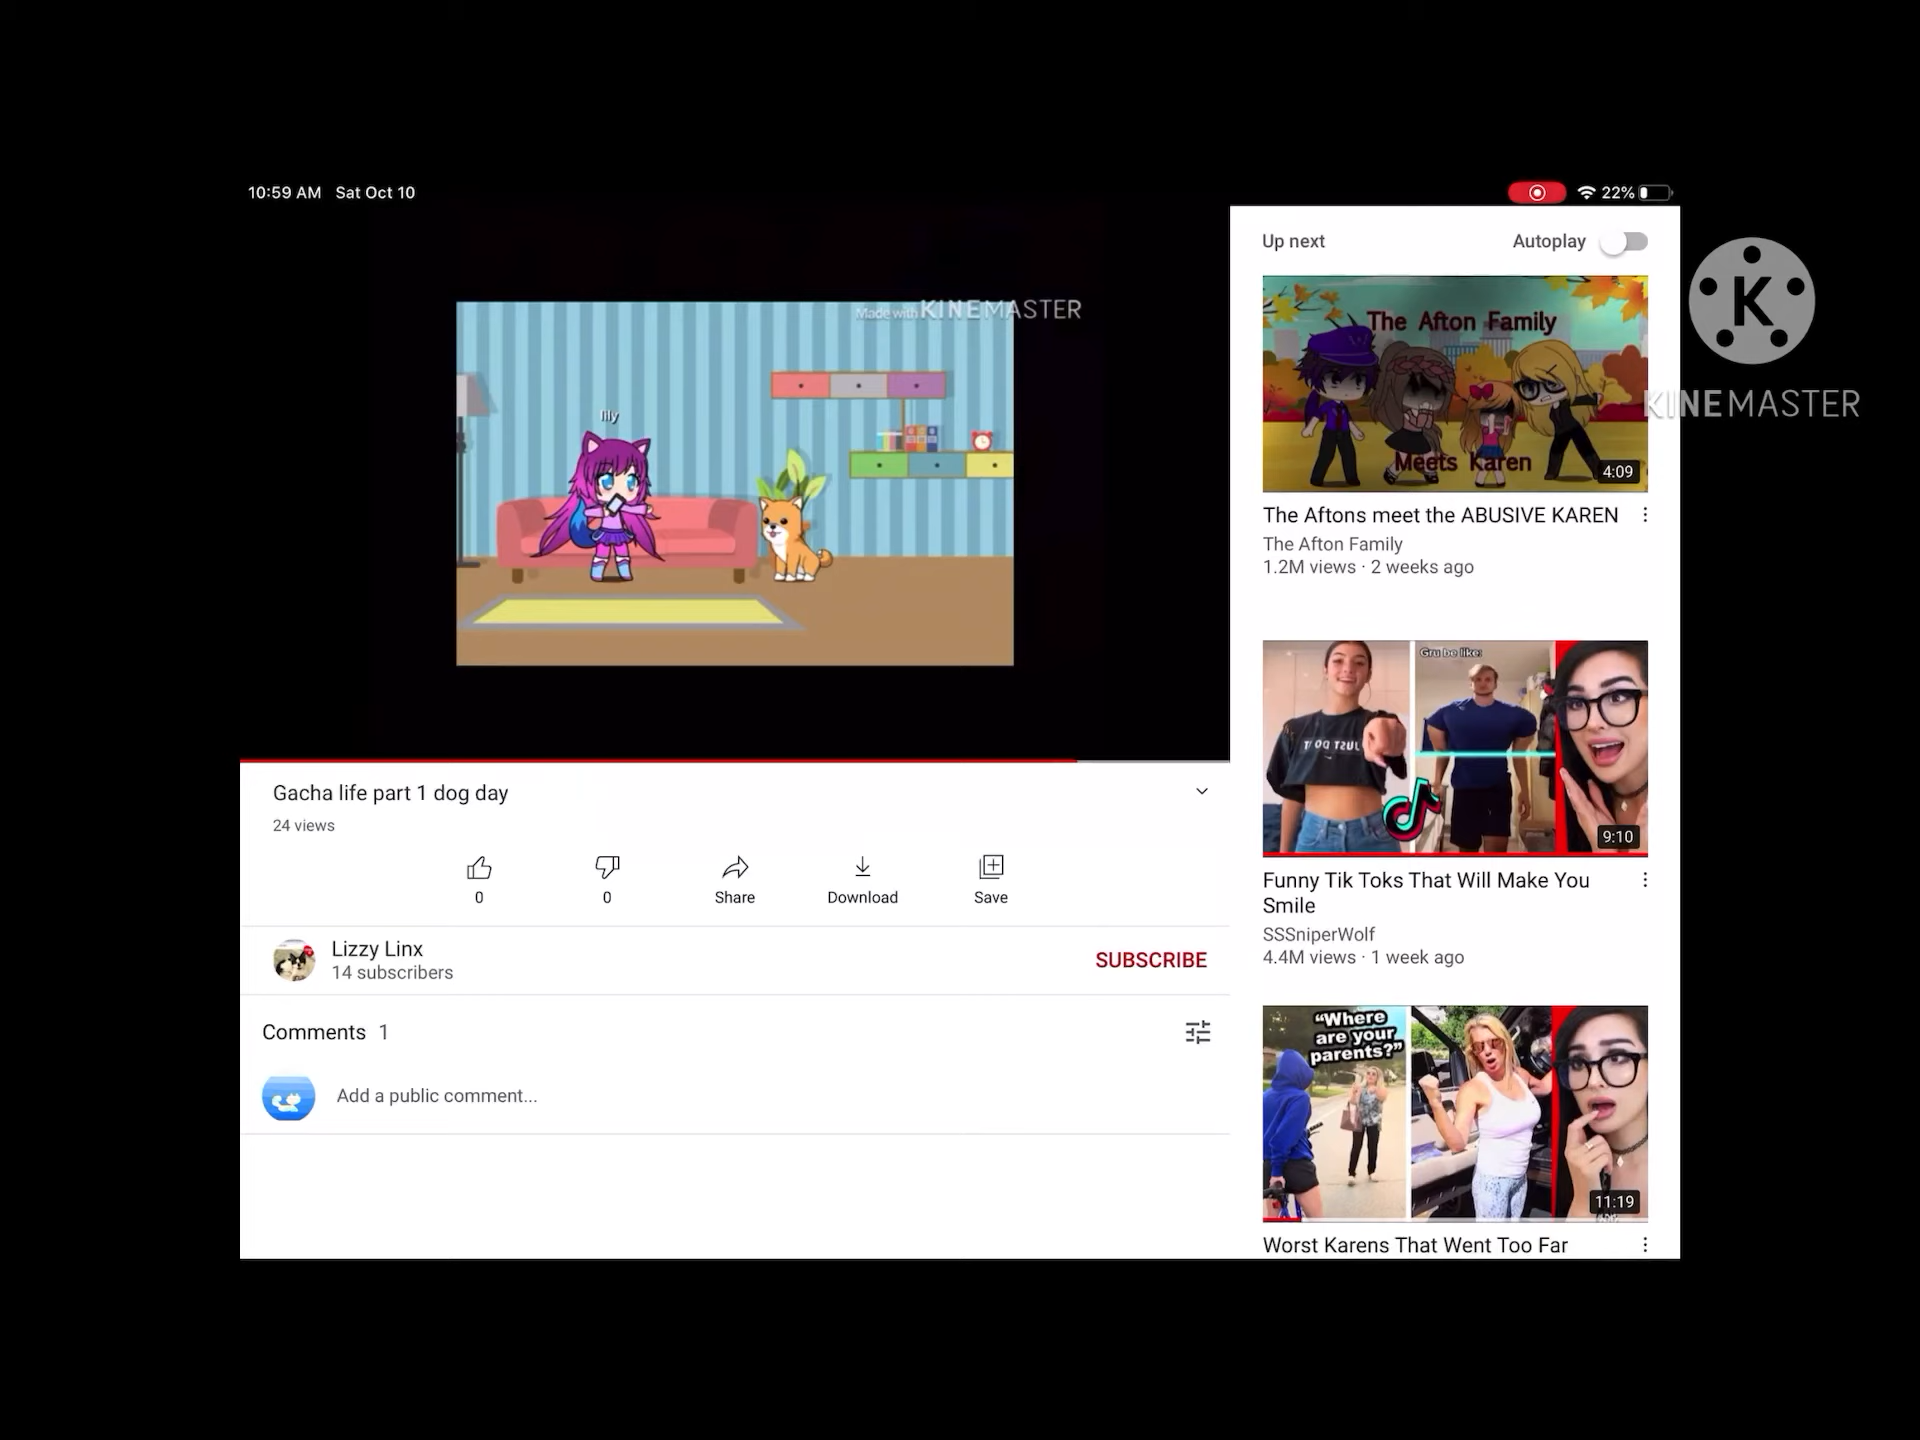 10:59 AM Sat Oct 10
22%
Made with KINEMASTER
lily
Gacha life part 1 dog day
24 views
0
0
Share
Download
Save
Lizzy Linx
14 subscribers
SUBSCRIBE
Comments 1
Add a public comment...
Up next
Autoplay
The Afton Family
Meets Karen
4:09
The Aftons meet the ABUSIVE KAREN
The Afton Family
1.2M views · 2 weeks ago
Gru be like:
9:10
Funny Tik Toks That Will Make You
Smile
SSSniperWolf
4.4M views · 1 week ago
"Where
are your
parents?"
11:19
Worst Karens That Went Too Far
K
KINEMASTER